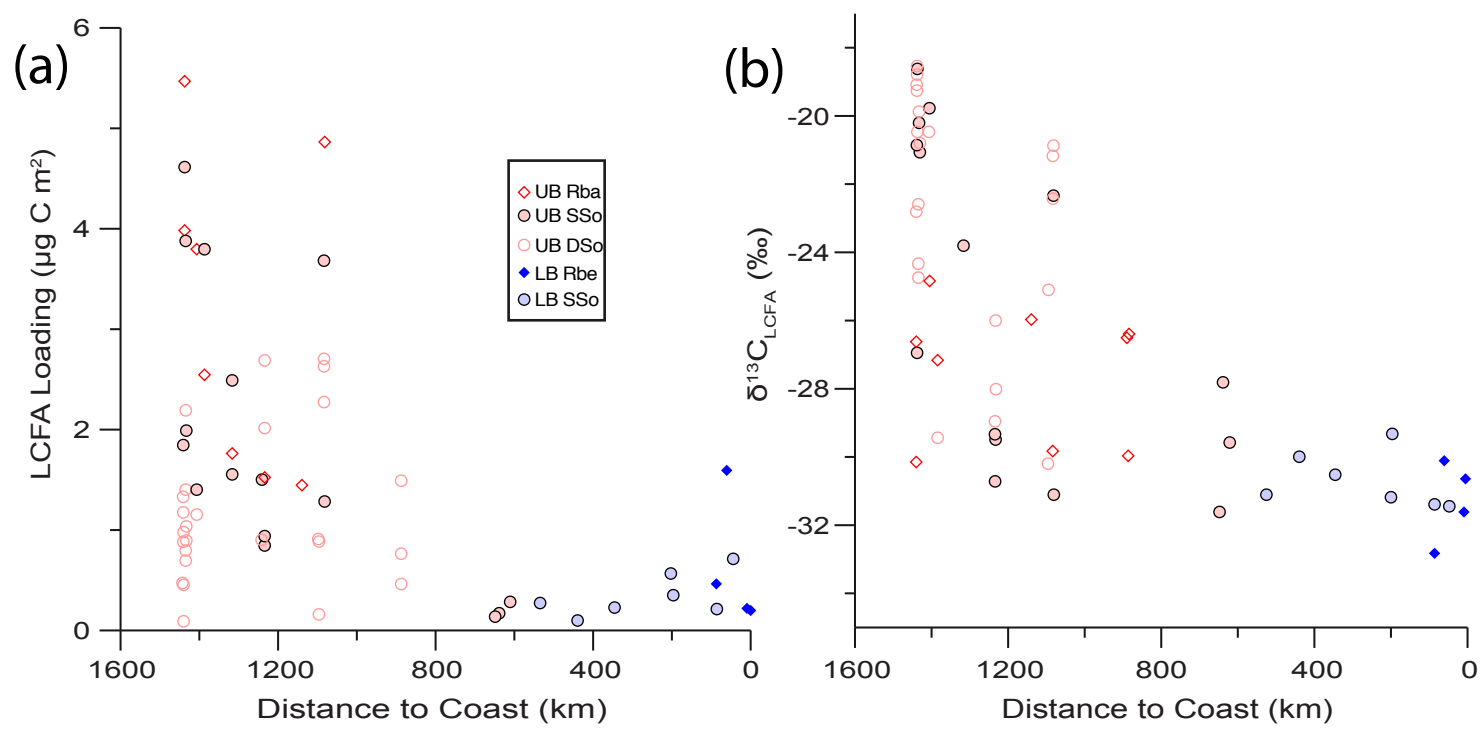 (a)
6
4
2
0
LCFA Loading (µg C m²)
1600 1200 800 400 0
Distance to Coast (km)
UB Rba
UB SSo
UB DSo
LB Rbe
LB SSo
(b)
-20
-24
-28
-32
δ¹³C_LCFA (‰)
1600 1200 800 400 0
Distance to Coast (km)